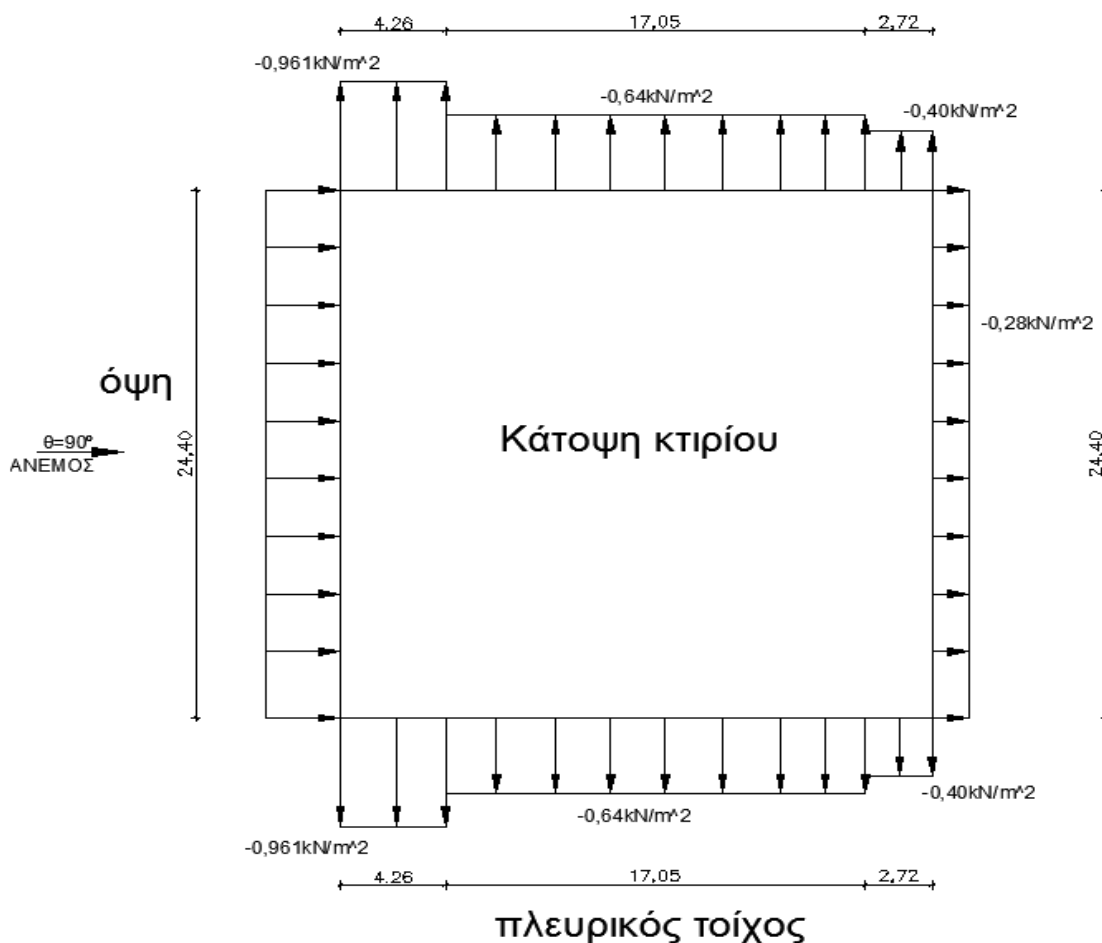 4.26
17,05
2,72
-0,961kN/m^2
-0,64kN/m^2
-0,40kN/m^2
-0,28kN/m^2
όψη
θ=90°
ΑΝΕΜΟΣ
24,40
Κάτοψη κτιρίου
24,40
-0,40kN/m^2
-0,64kN/m^2
-0,961kN/m^2
4.26
17,05
2,72
πλευρικός τοίχος